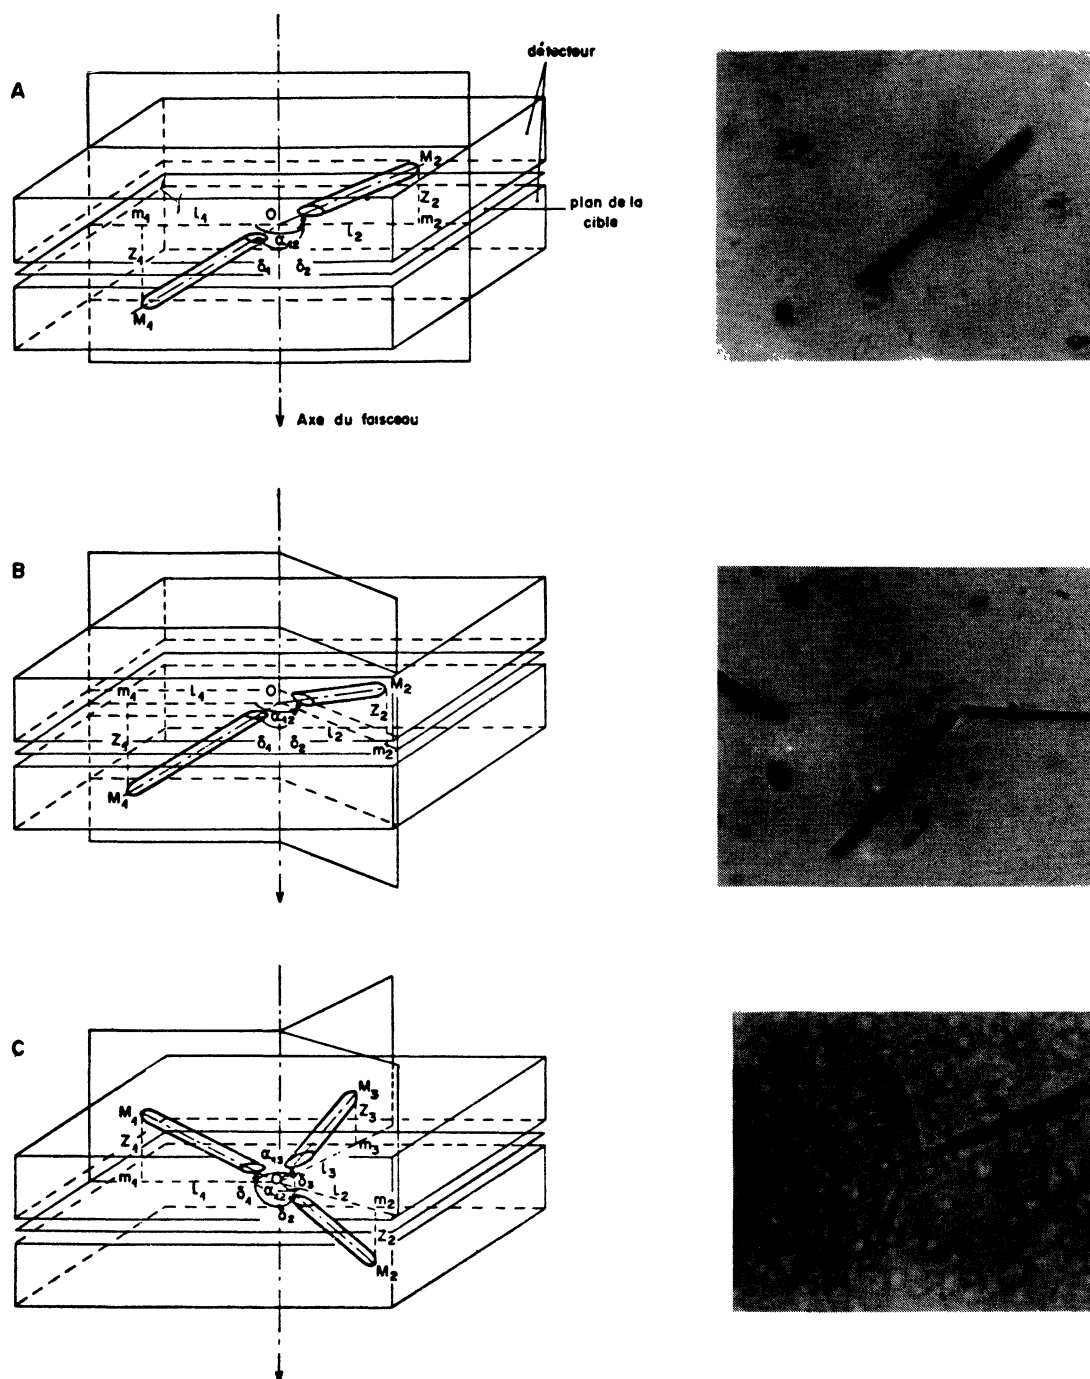 détecteur
A
M₂
Z₂
m₂
m₁
l₁
O
l₂
α₁₂
plan de la
cible
Z₁
δ₁
δ₂
M₁
Axe du faisceau
B
m₁
l₁
O
M₂
α₁₂
Z₂
Z₁
δ₁
δ₂
l₂
m₂
M₁
C
M₁
M₃
Z₃
Z₁
α₁₃
m₃
m₁
O
l₃
l₁
δ₁
α₁₂
δ₃
l₂
m₂
δ₂
Z₂
M₂